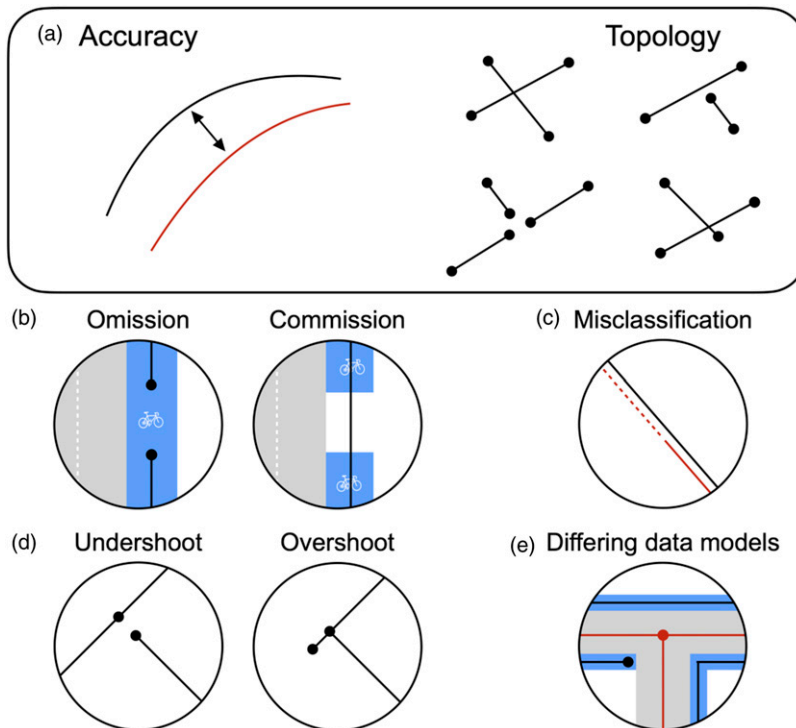 (a) Accuracy Topology
(b) Omission Commission (c) Misclassification
(d) Undershoot Overshoot (e) Differing data models